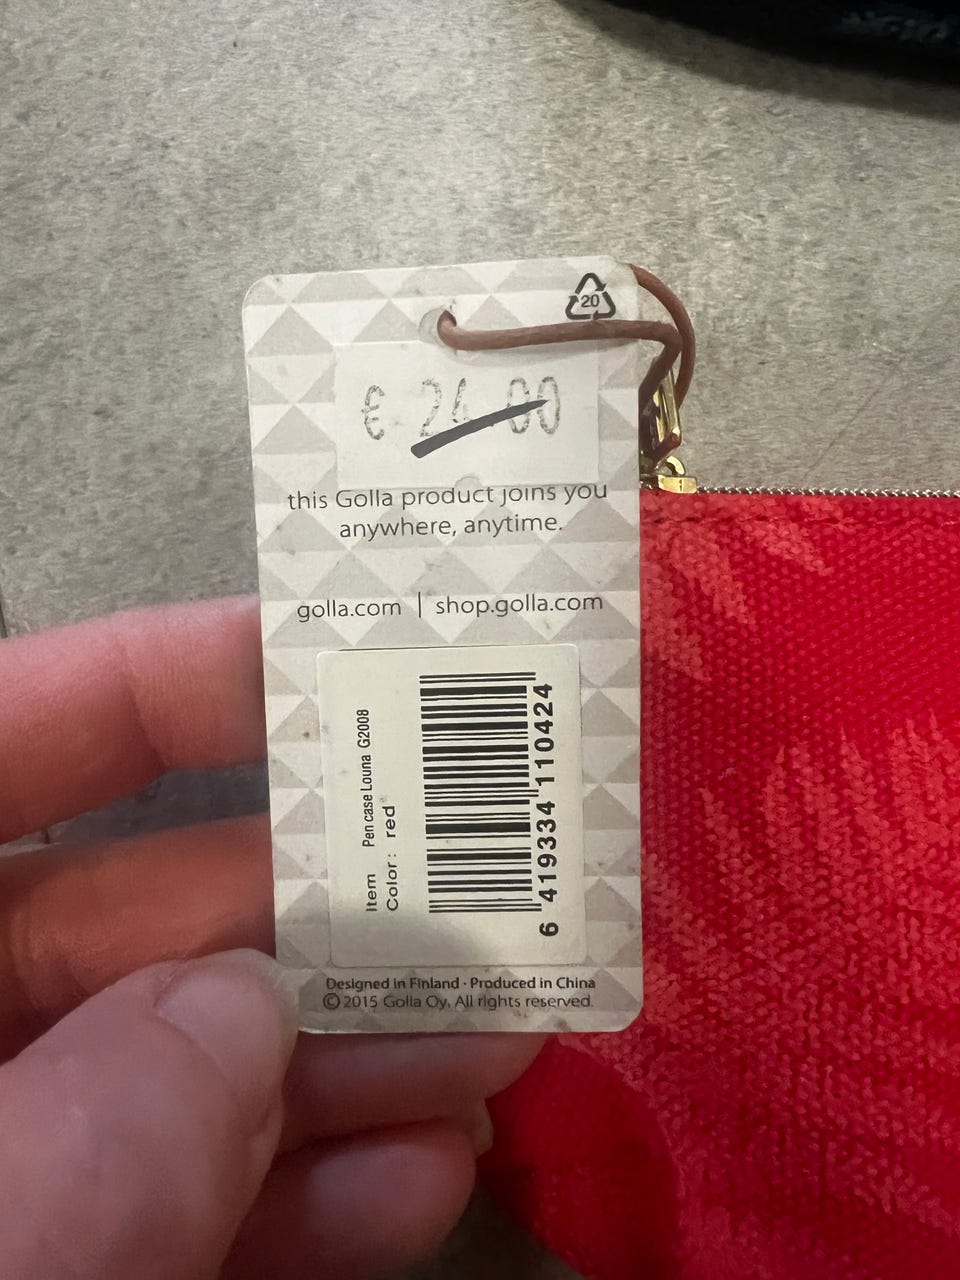 20
€ 24.00
this Golla product joins you
anywhere, anytime.
golla.com | shop.golla.com
Item Pen case Louna G2008
Color: red
6 419334 110424
Designed in Finland · Produced in China
© 2015 Golla Oy. All rights reserved.